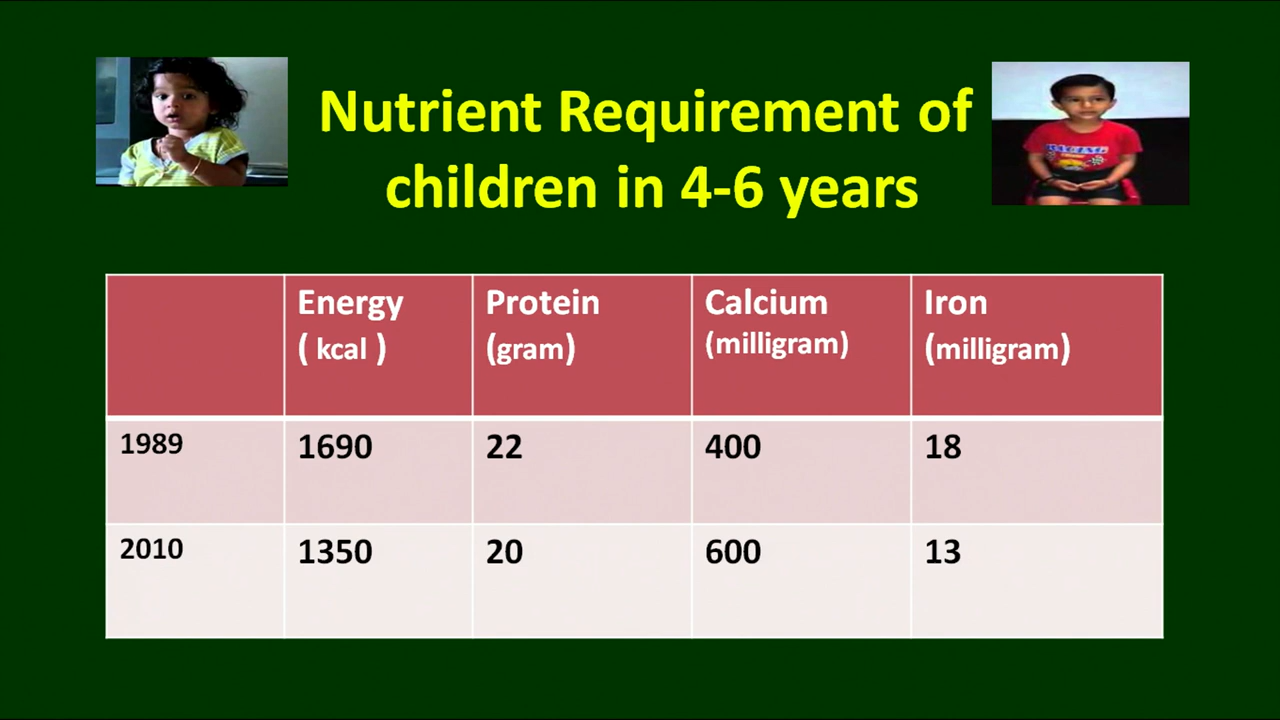 Nutrient Requirement of
children in 4-6 years
Energy Protein Calcium Iron
( kcal ) (gram) (milligram) (milligram)
1989 1690 22 400 18
2010 1350 20 600 13